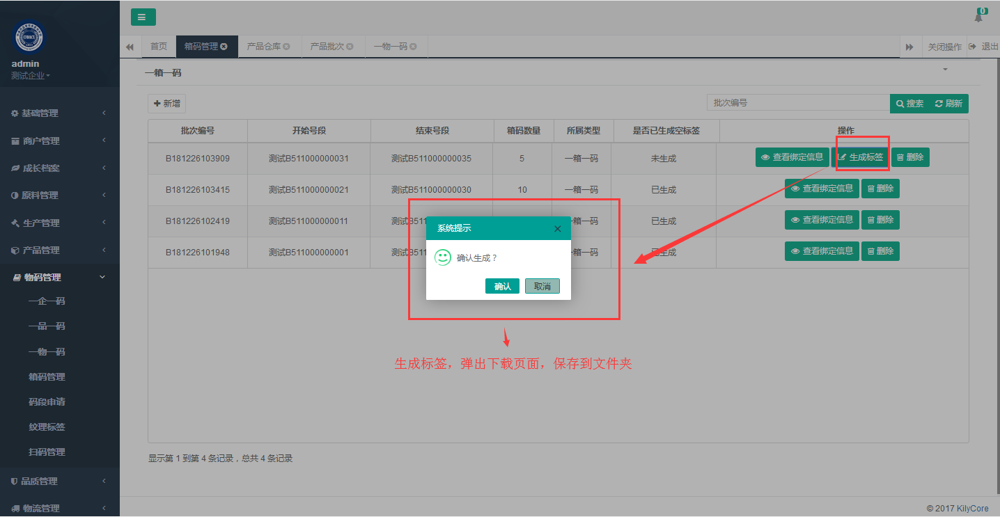 0
CYDACX
admin
测试企业
首页
箱码管理
产品仓库
产品批次
一物一码
关闭操作
退出
一箱一码
新增
批次编号
搜索
刷新
批次编号 开始号段 结束号段 箱码数量 所属类型 是否已生成空标签 操作
B181226103909 测试B511000000031 测试B511000000035 5 一箱一码 未生成 查看绑定信息 生成标签 删除
B181226103415 测试B511000000021 测试B511000000030 10 一箱一码 已生成 查看绑定信息 删除
B181226102419 测试B511000000011 测试B511 一箱一码 已生成 查看绑定信息 删除
B181226101948 测试B511000000001 测试B511 一箱一码 已生成 查看绑定信息 删除
系统提示
确认生成？
确认 取消
生成标签，弹出下载页面，保存到文件夹
显示第 1 到第 4 条记录，总共 4 条记录
基础管理
商户管理
成长档案
原料管理
生产管理
产品管理
物码管理
一企一码
一品一码
一物一码
箱码管理
码段申请
纹理标签
扫码管理
品质管理
物流管理
© 2017 KilyCore